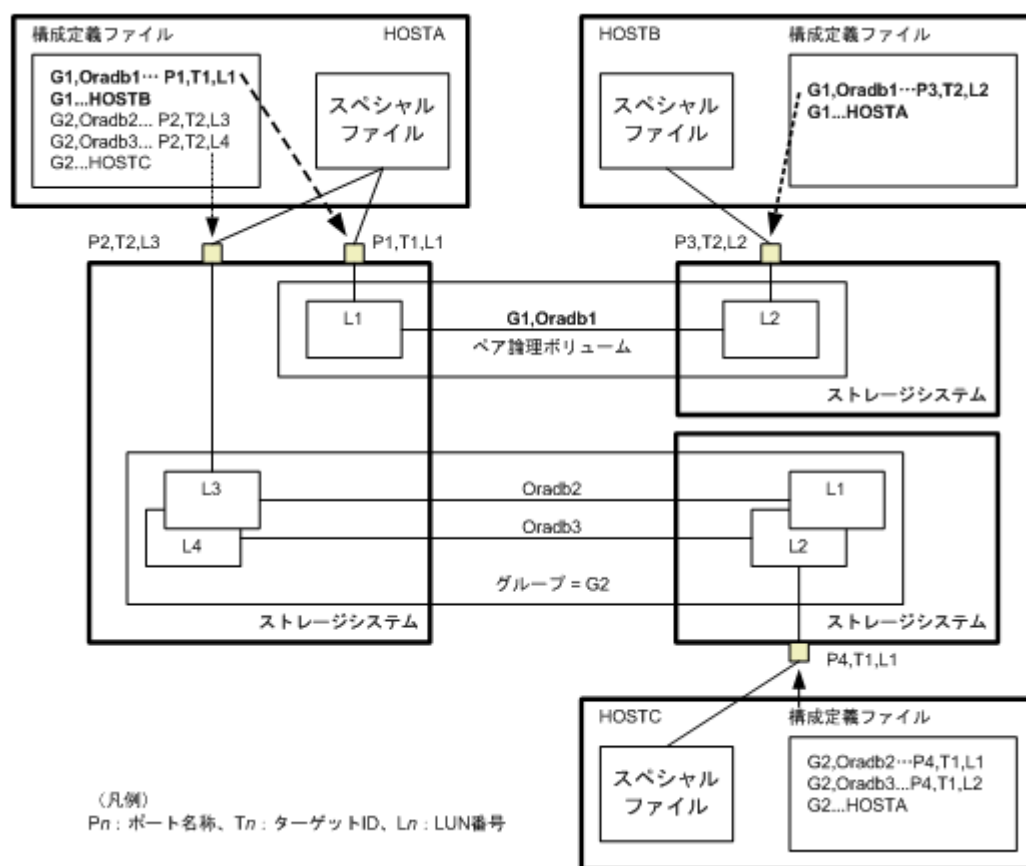 構成定義ファイル
HOSTA
G1,Oradb1… P1,T1,L1
G1...HOSTB
G2,Oradb2... P2,T2,L3
G2,Oradb3... P2,T2,L4
G2...HOSTC
スペシャル
ファイル
HOSTB
構成定義ファイル
スペシャル
ファイル
G1,Oradb1…P3,T2,L2
G1...HOSTA
P2,T2,L3
P1,T1,L1
P3,T2,L2
L1
G1,Oradb1
ペア論理ボリューム
L2
ストレージシステム
L3
L4
Oradb2
Oradb3
L1
L2
グループ = G2
ストレージシステム
ストレージシステム
P4,T1,L1
HOSTC
構成定義ファイル
スペシャル
ファイル
G2,Oradb2…P4,T1,L1
G2,Oradb3...P4,T1,L2
G2...HOSTA
（凡例）
Pn：ポート名称、Tn：ターゲットID、Ln：LUN番号